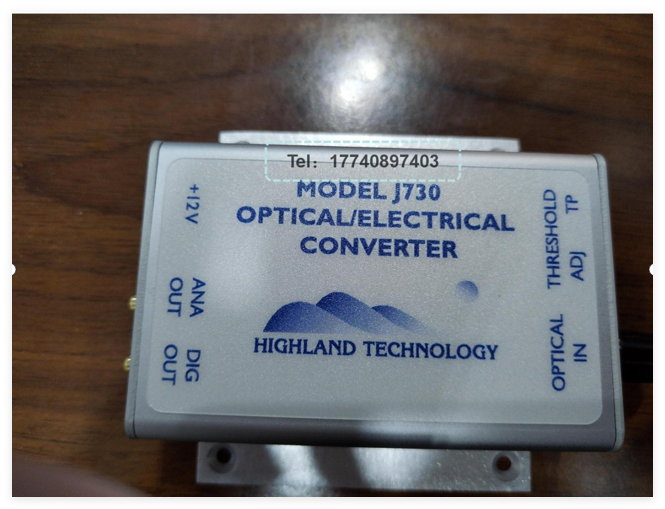 Tel：17740897403
MODEL J730
OPTICAL/ELECTRICAL
CONVERTER
+12V
ANA
OUT
DIG
OUT
THRESHOLD
TP
ADJ
OPTICAL
IN
HIGHLAND TECHNOLOGY